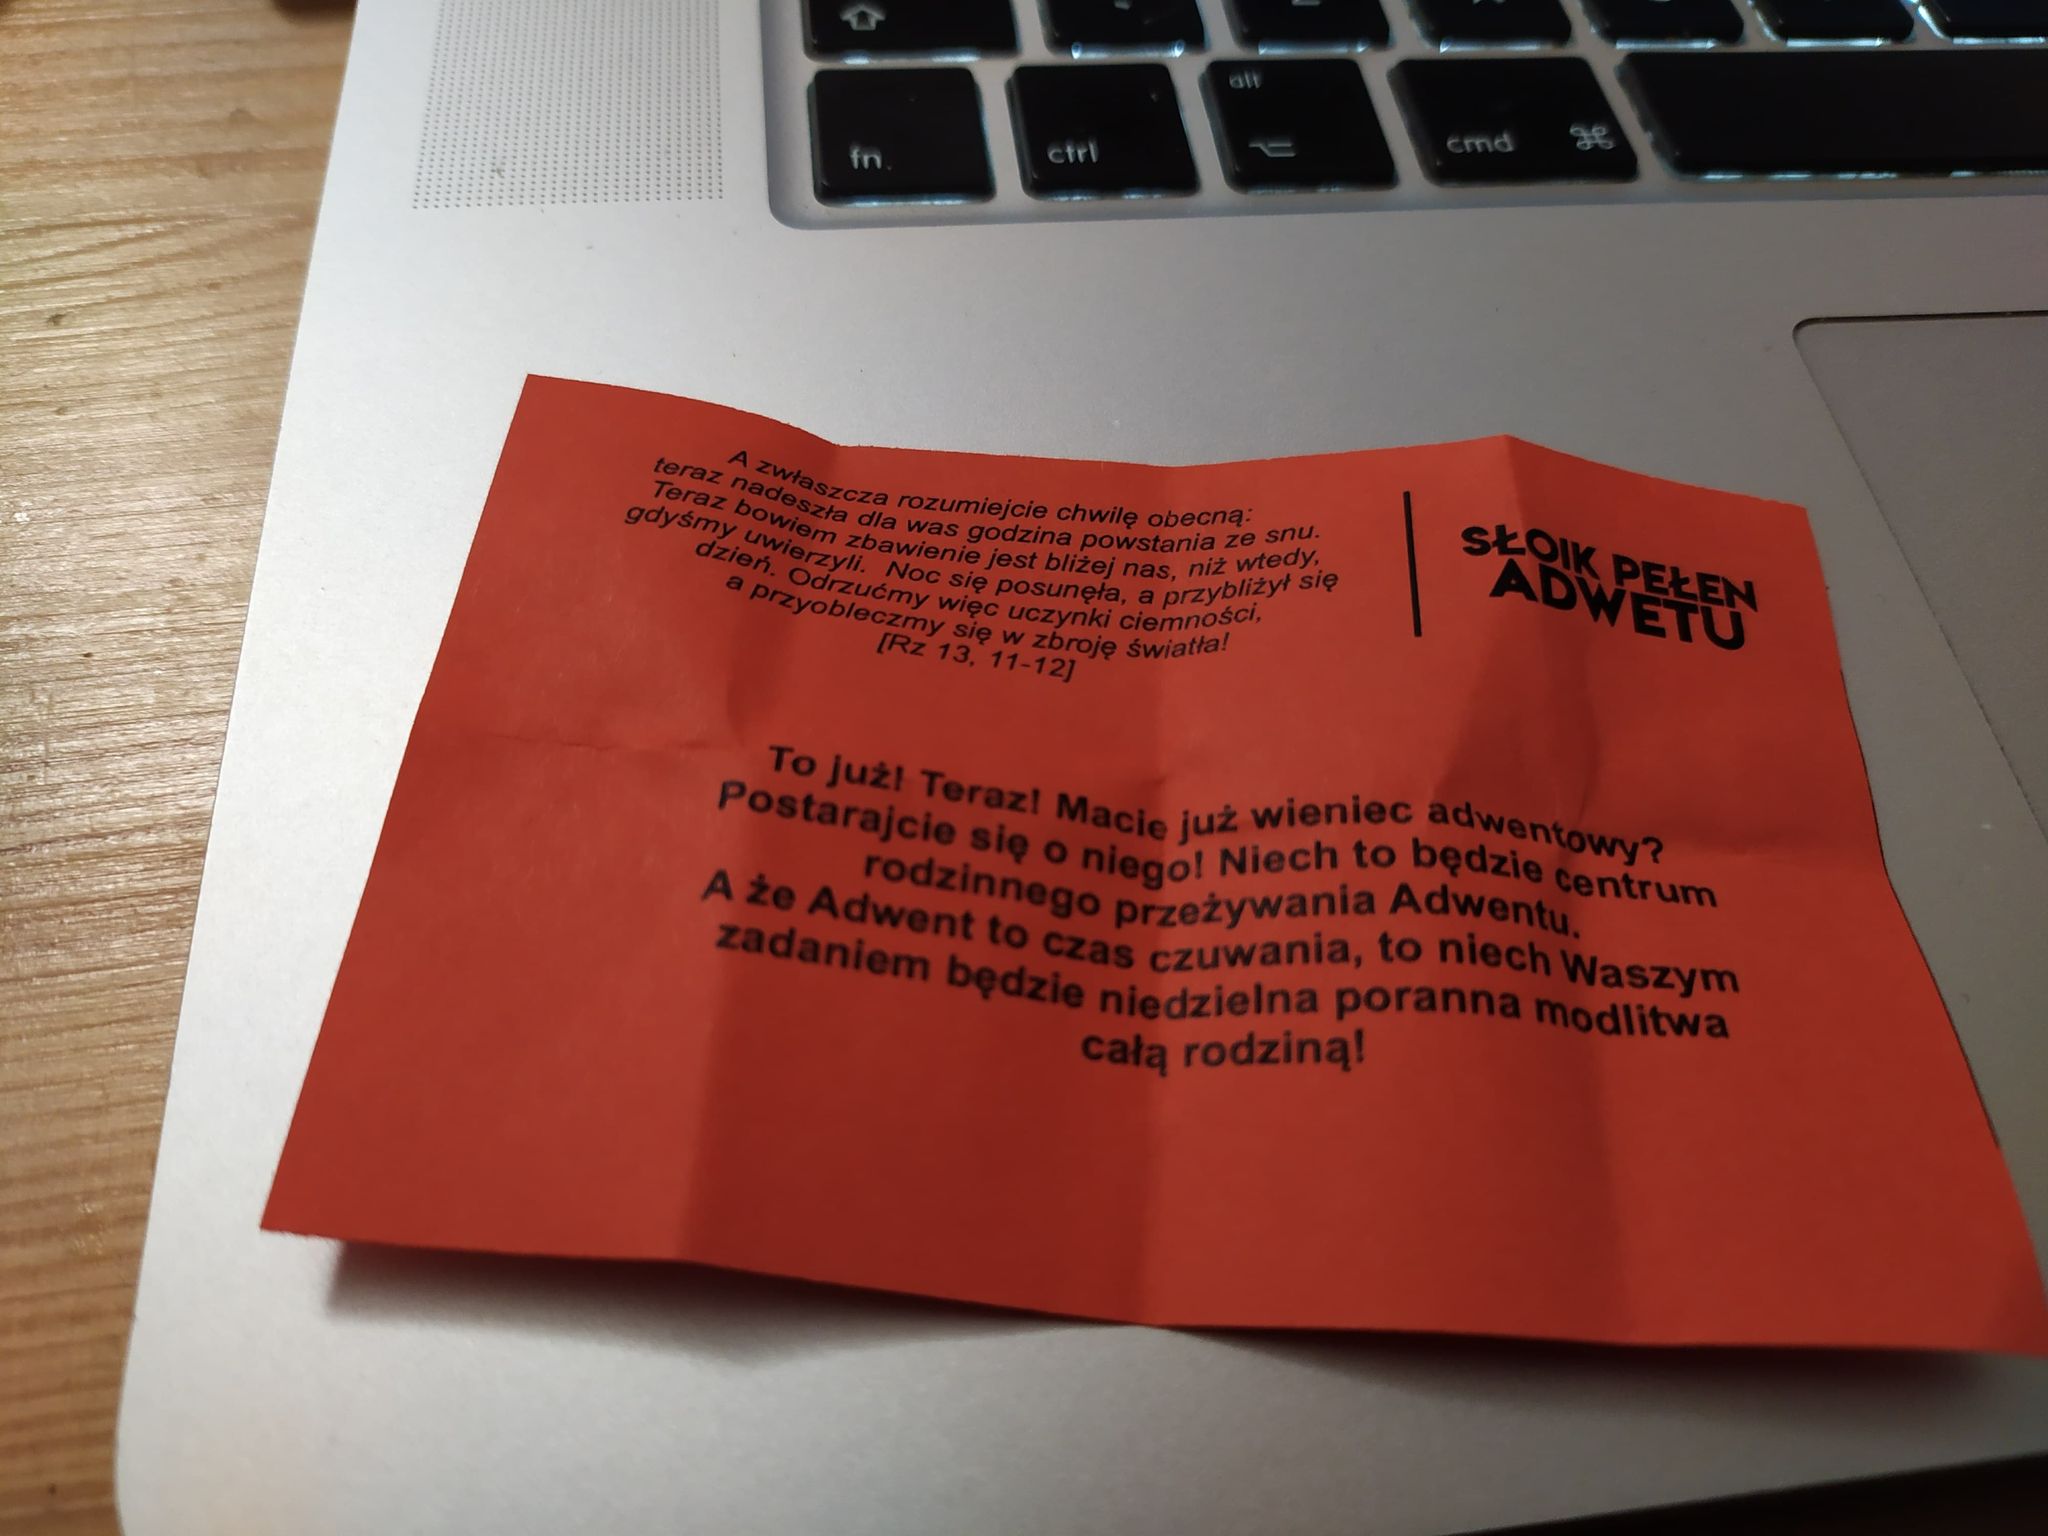 fn
ctrl
alt
cmd ⌘
A zwłaszcza rozumiejcie chwilę obecną:
teraz nadeszła dla was godzina powstania ze snu.
Teraz bowiem zbawienie jest bliżej nas, niż wtedy,
gdyśmy uwierzyli. Noc się posunęła, a przybliżył się
dzień. Odrzućmy więc uczynki ciemności,
a przyobleczmy się w zbroję światła!
[Rz 13, 11-12]
SŁOIK PEŁEN
ADWETU
To już! Teraz! Macie już wieniec adwentowy?
Postarajcie się o niego! Niech to będzie centrum
rodzinnego przeżywania Adwentu.
A że Adwent to czas czuwania, to niech Waszym
zadaniem będzie niedzielna poranna modlitwa
całą rodziną!